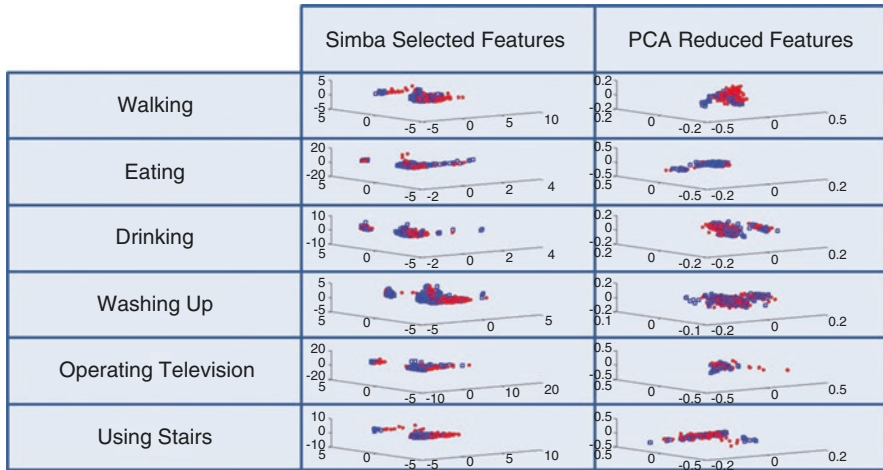 Simba Selected Features PCA Reduced Features
Walking
5 0 -5 5 0 -5 -5 0 5 10
0.2 0 -0.2 0.2 0 -0.2 -0.5 0 0.5
Eating
20 0 -20 5 0 -5 -2 0 2 4
0.5 0 -0.5 0.5 0 -0.5 -0.2 0 0.2
Drinking
10 0 -10 5 0 -5 -2 0 2 4
0.2 0 -0.2 0.2 0 -0.2 -0.2 0 0.2
Washing Up
5 0 -5 5 0 -5 -5 0 5
0.2 0 -0.2 0.1 0 -0.1 -0.2 0 0.2
Operating Television
20 0 -20 5 0 -5 -10 0 10 20
0.5 0 -0.5 0.5 0 -0.5 -0.5 0 0.5
Using Stairs
10 0 -10 5 0 -5 -5 0 5 10
0.5 0 -0.5 0.5 0 -0.5 -0.2 0 0.2